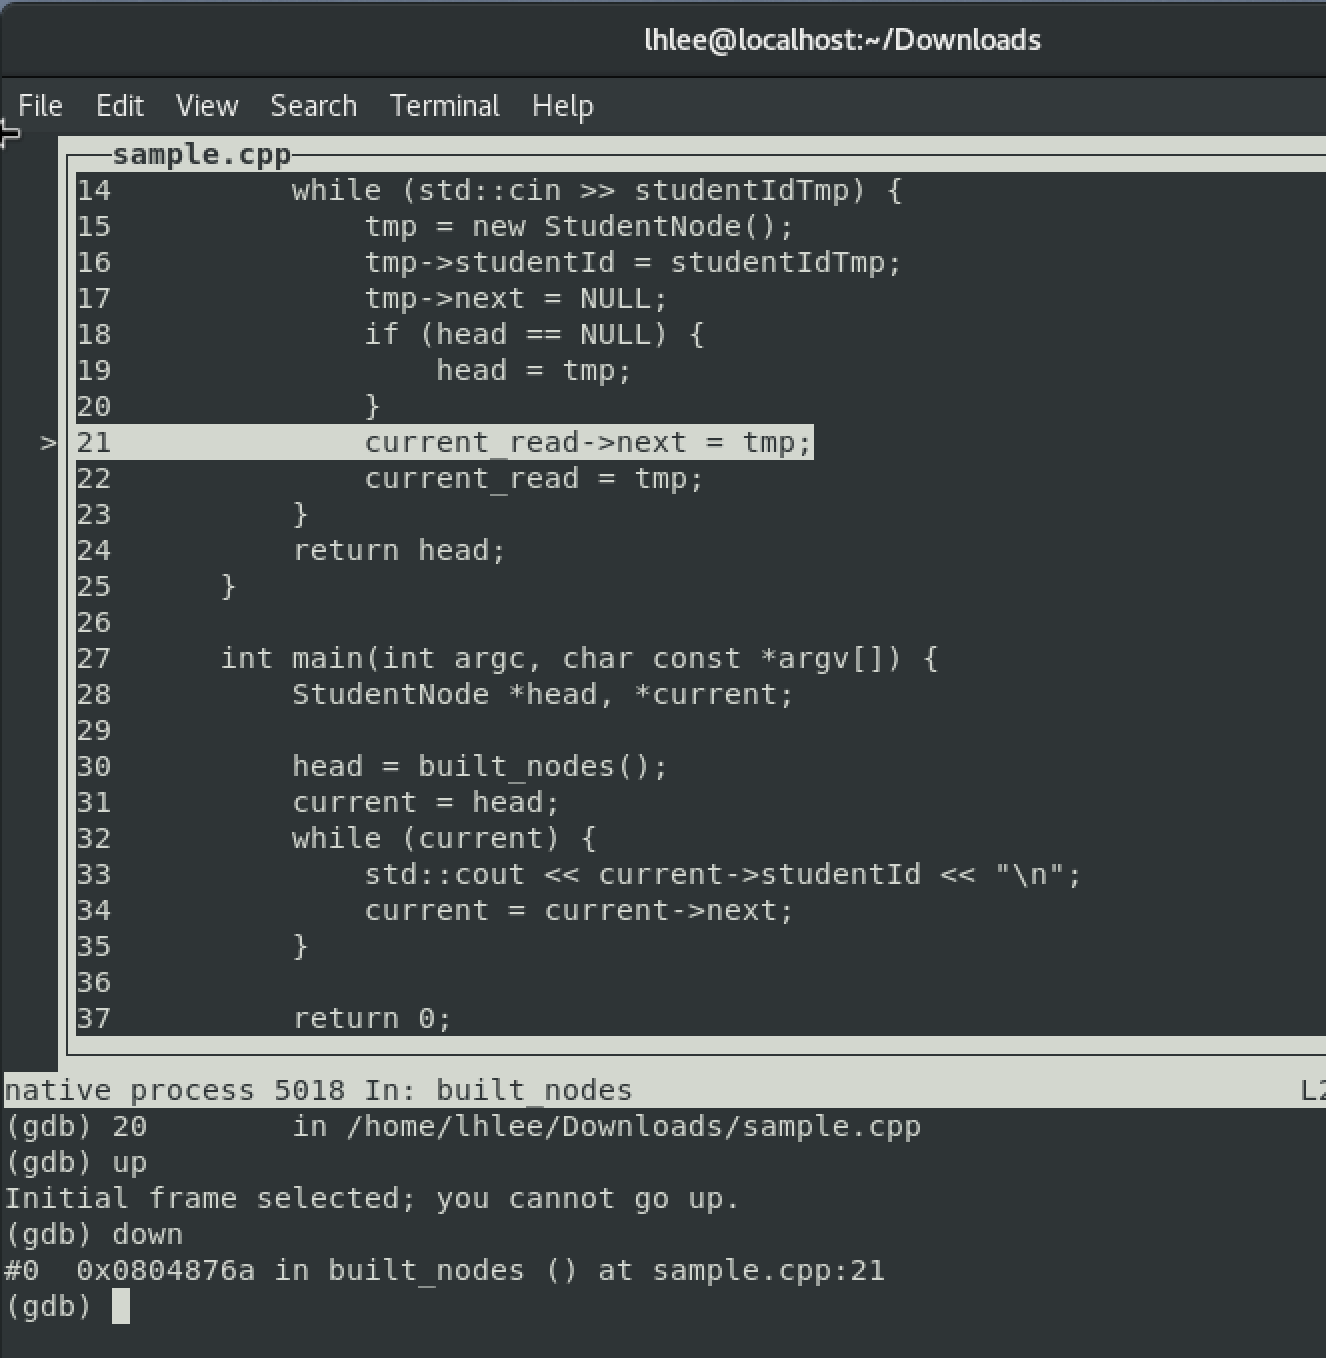 lhlee@localhost:~/Downloads
File Edit View Search Terminal Help
sample.cpp
14 while (std::cin >> studentIdTmp) {
15 tmp = new StudentNode();
16 tmp->studentId = studentIdTmp;
17 tmp->next = NULL;
18 if (head == NULL) {
19 head = tmp;
20 }
> 21 current_read->next = tmp;
22 current_read = tmp;
23 }
24 return head;
25 }
26
27 int main(int argc, char const *argv[]) {
28 StudentNode *head, *current;
29
30 head = built_nodes();
31 current = head;
32 while (current) {
33 std::cout << current->studentId << "\n";
34 current = current->next;
35 }
36
37 return 0;
native process 5018 In: built_nodes
(gdb) 20 in /home/lhlee/Downloads/sample.cpp
(gdb) up
Initial frame selected; you cannot go up.
(gdb) down
#0 0x0804876a in built_nodes () at sample.cpp:21
(gdb)